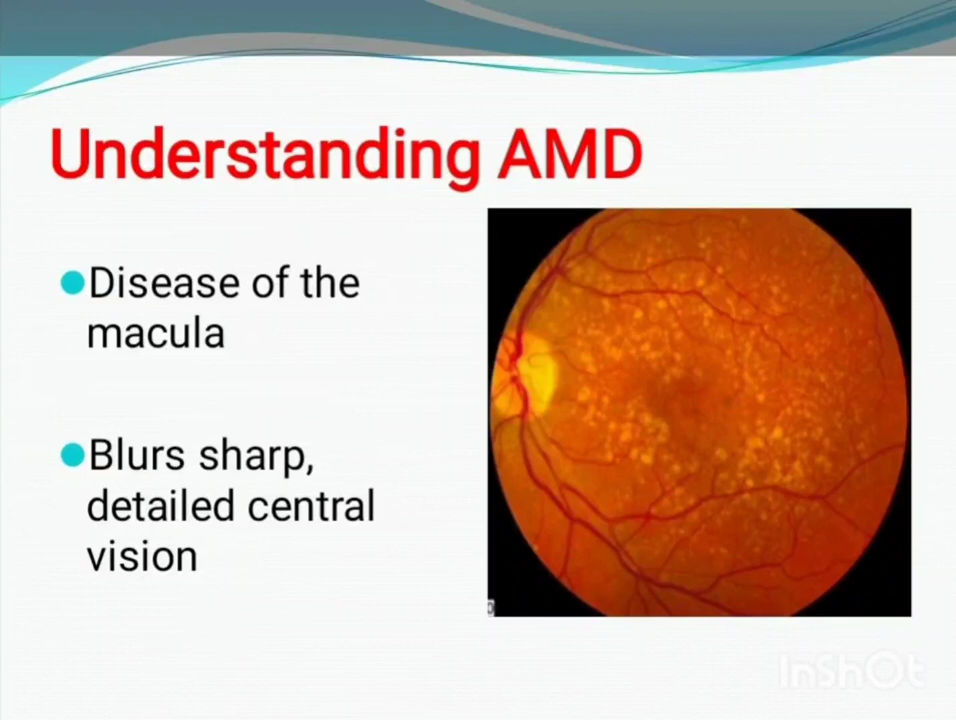 Understanding AMD
Disease of the
macula
Blurs sharp,
detailed central
vision
InShOt